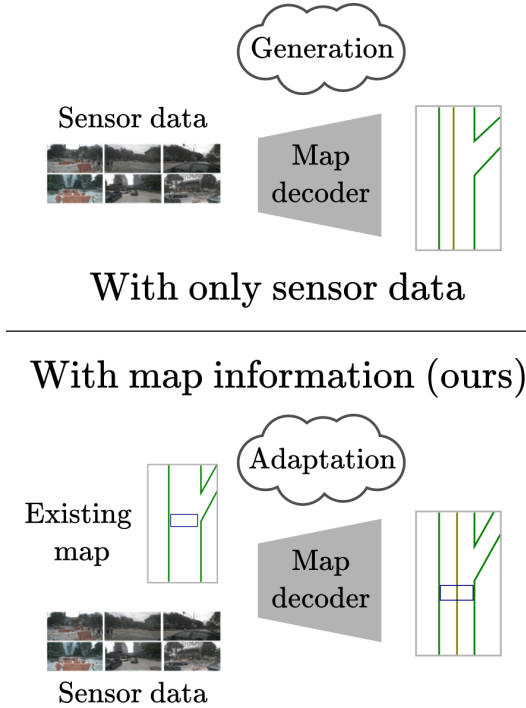 Generation
Sensor data
Map
decoder
With only sensor data
With map information (ours)
Adaptation
Existing
map
Map
decoder
Sensor data